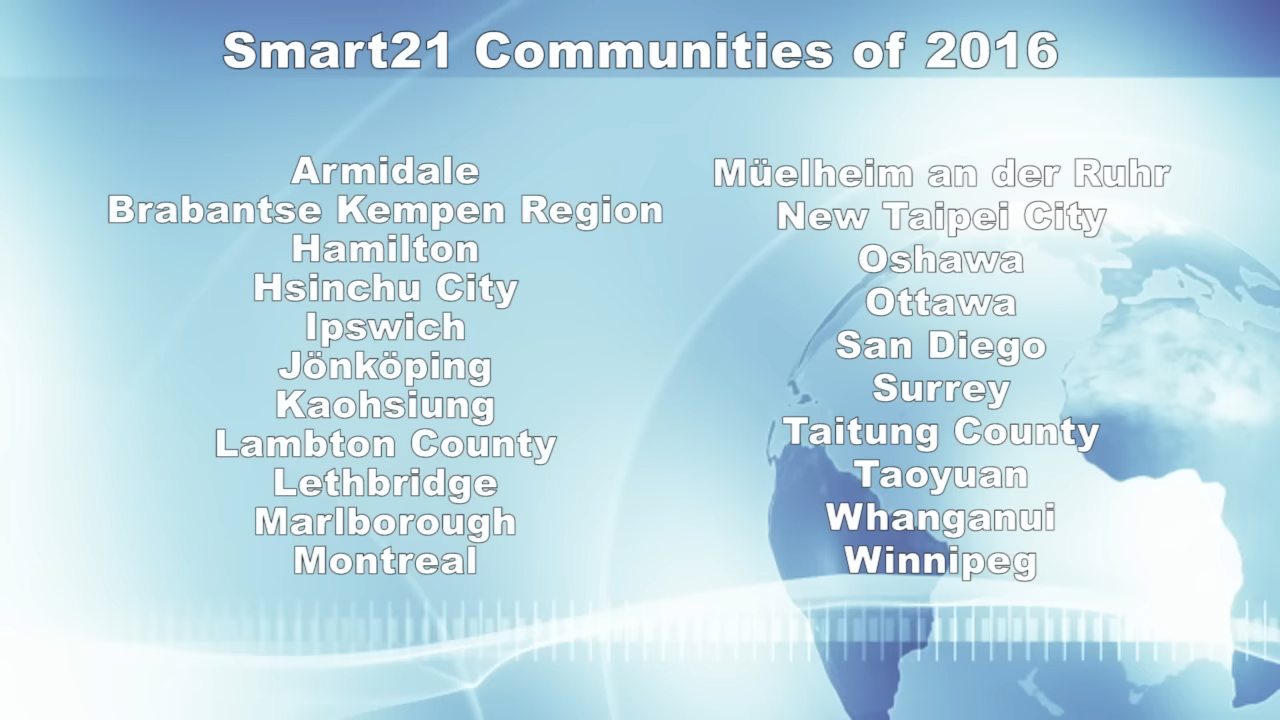 Smart21 Communities of 2016
Armidale
Brabantse Kempen Region
Hamilton
Hsinchu City
Ipswich
Jönköping
Kaohsiung
Lambton County
Lethbridge
Marlborough
Montreal
Müelheim an der Ruhr
New Taipei City
Oshawa
Ottawa
San Diego
Surrey
Taitung County
Taoyuan
Whanganui
Winnipeg